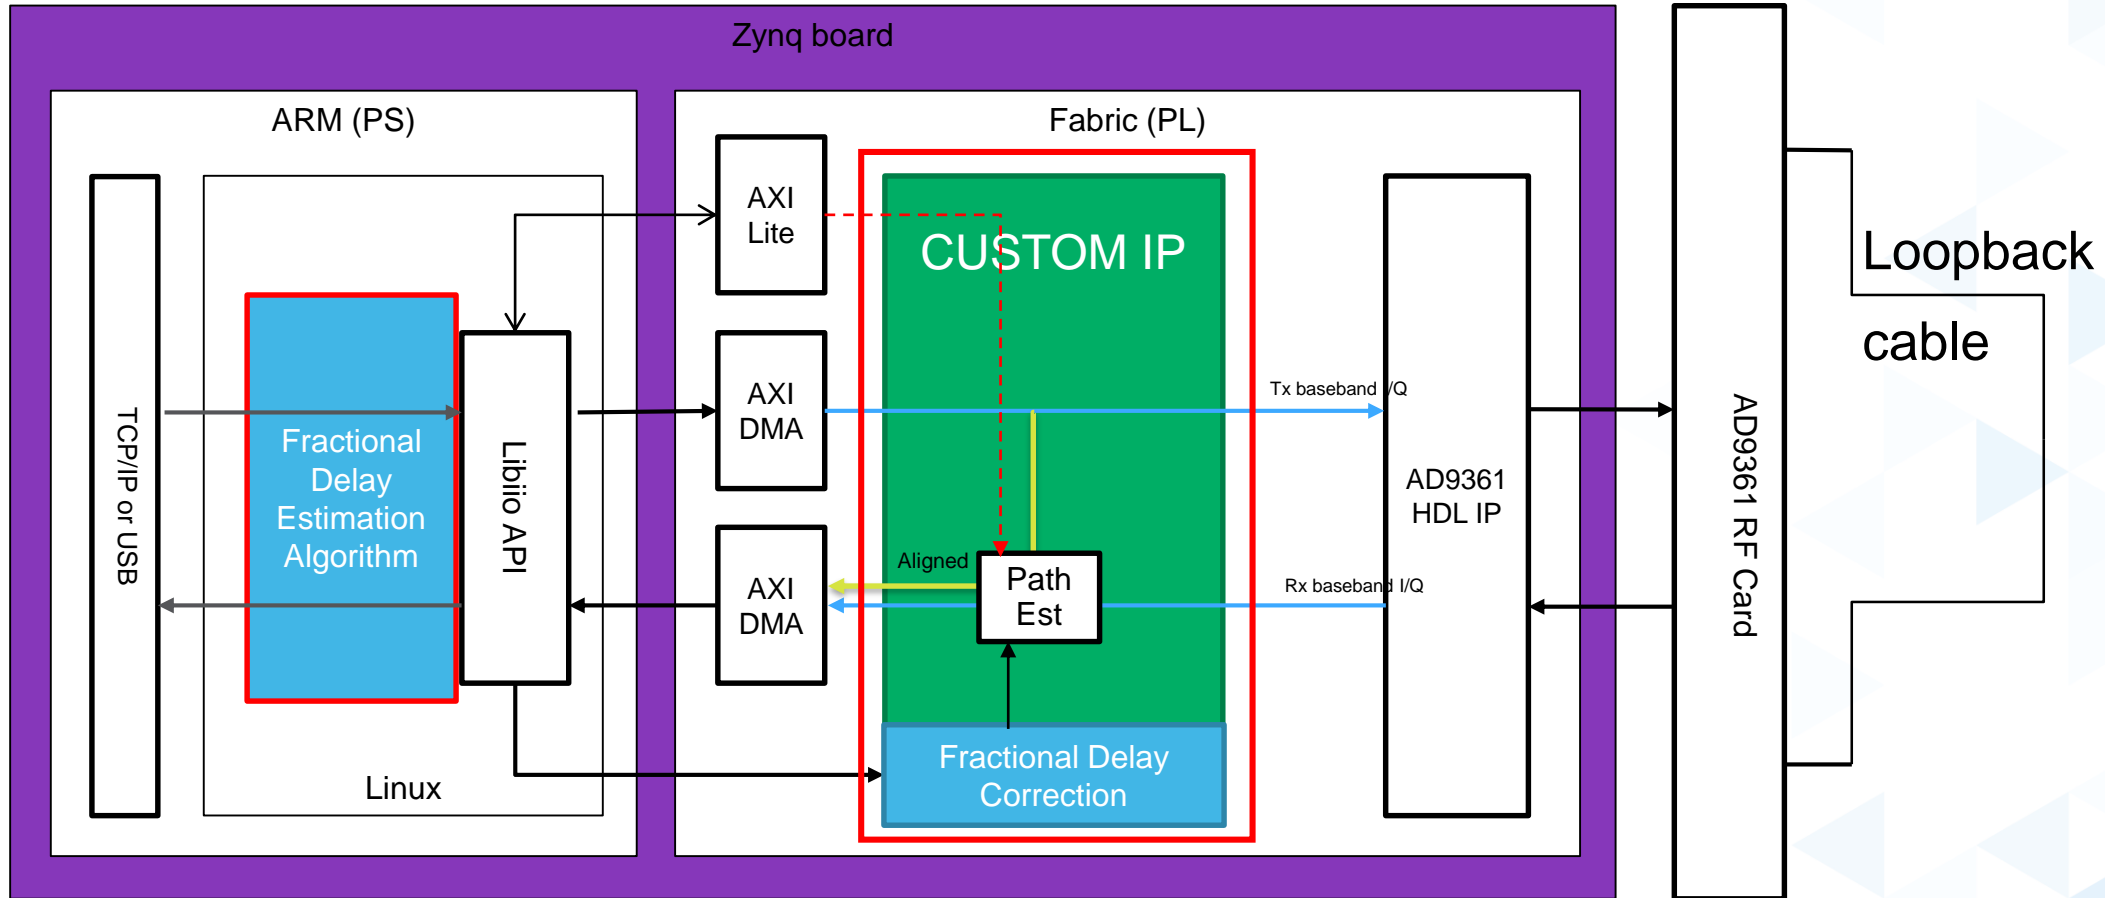 Zynq board
ARM (PS)
Fabric (PL)
TCP/IP or USB
Fractional
Delay
Estimation
Algorithm
Libiio API
Linux
AXI
Lite
AXI
DMA
AXI
DMA
CUSTOM IP
Aligned
Path
Est
Fractional Delay
Correction
Tx baseband I/Q
Rx baseband I/Q
AD9361
HDL IP
AD9361 RF Card
Loopback
cable